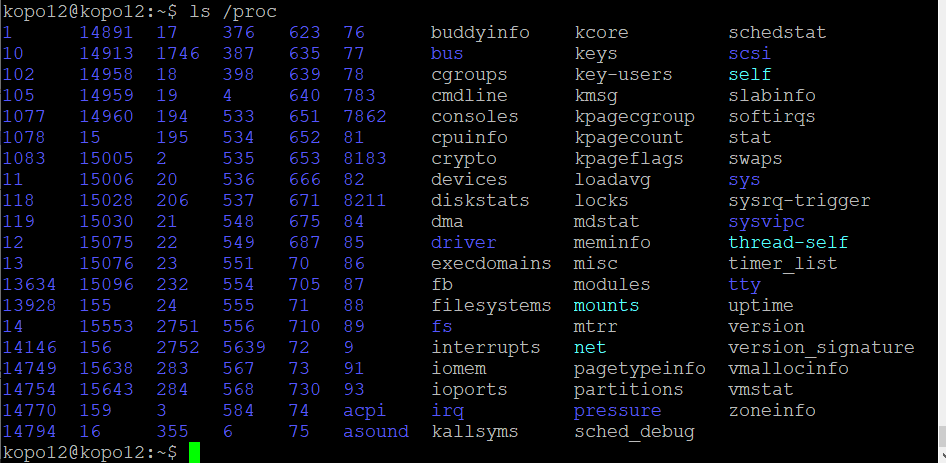 kopo12@kopo12:~$ ls /proc
1 14891 17 376 623 76 buddyinfo kcore schedstat
10 14913 1746 387 635 77 bus keys scsi
102 14958 18 398 639 78 cgroups key-users self
105 14959 19 4 640 783 cmdline kmsg slabinfo
1077 14960 194 533 651 7862 consoles kpagecgroup softirqs
1078 15 195 534 652 81 cpuinfo kpagecount stat
1083 15005 2 535 653 8183 crypto kpageflags swaps
11 15006 20 536 666 82 devices loadavg sys
118 15028 206 537 671 8211 diskstats locks sysrq-trigger
119 15030 21 548 675 84 dma mdstat sysvipc
12 15075 22 549 687 85 driver meminfo thread-self
13 15076 23 551 70 86 execdomains misc timer_list
13634 15096 232 554 705 87 fb modules tty
13928 155 24 555 71 88 filesystems mounts uptime
14 15553 2751 556 710 89 fs mtrr version
14146 156 2752 5639 72 9 interrupts net version_signature
14749 15638 283 567 73 91 iomem pagetypeinfo vmallocinfo
14754 15643 284 568 730 93 ioports partitions vmstat
14770 159 3 584 74 acpi irq pressure zoneinfo
14794 16 355 6 75 asound kallsyms sched_debug
kopo12@kopo12:~$